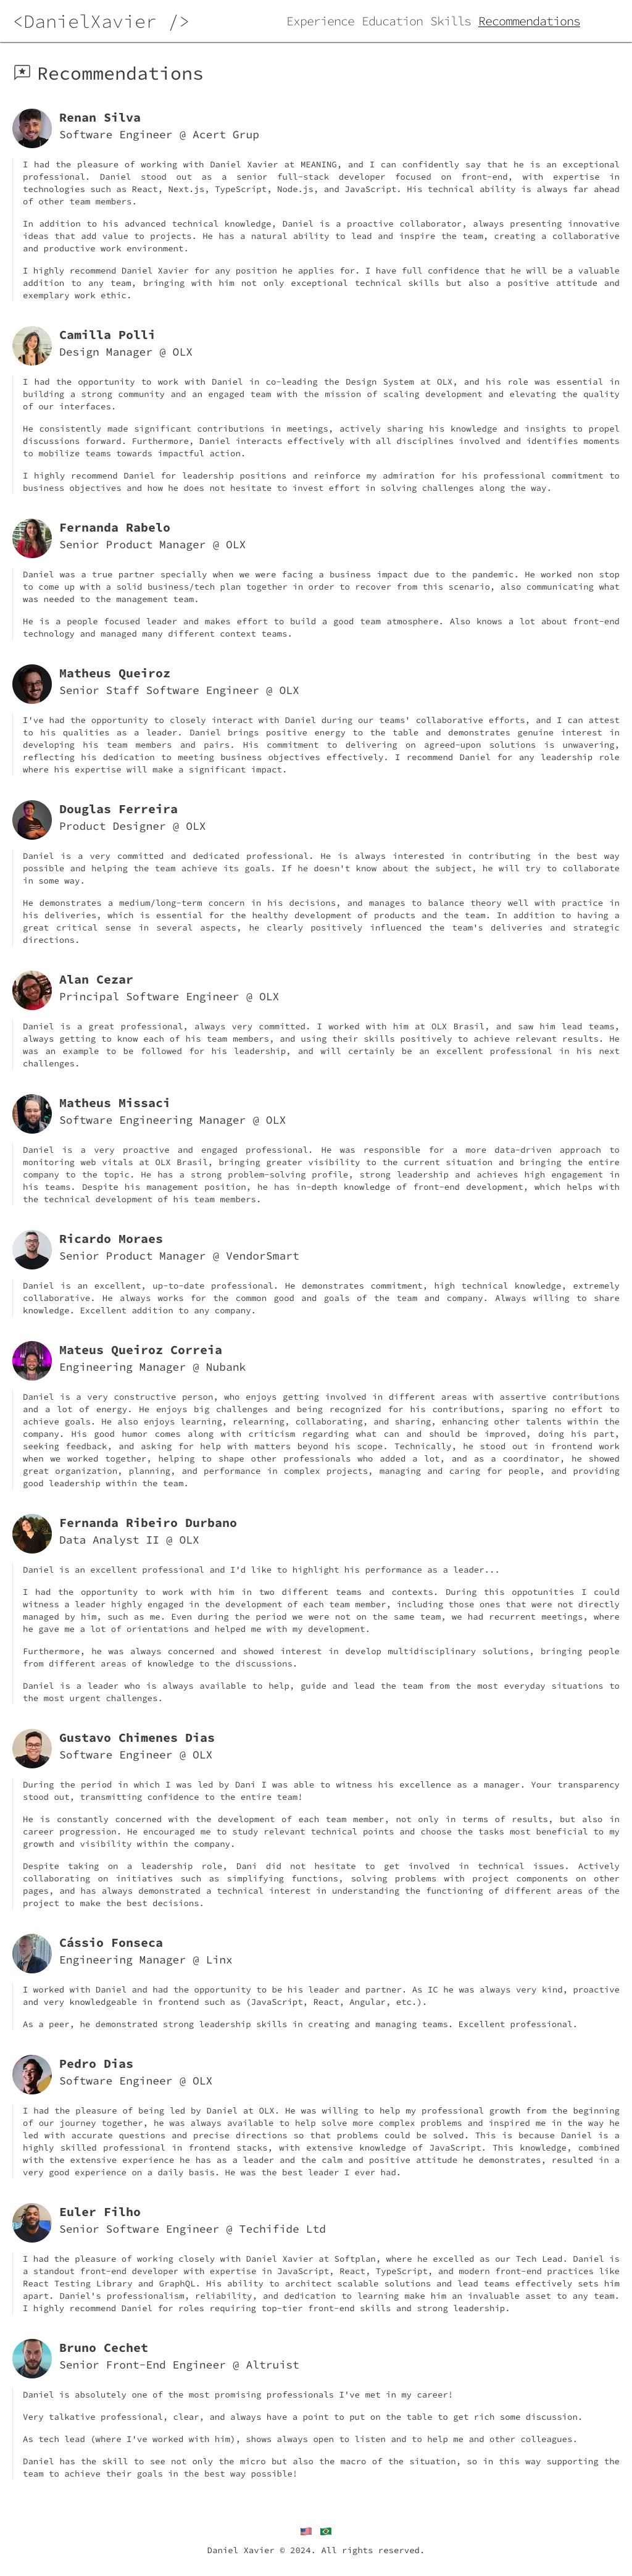 <DanielXavier />
Experience Education Skills Recommendations
Recommendations
Renan Silva
Software Engineer @ Acert Grup
I had the pleasure of working with Daniel Xavier at MEANING, and I can confidently say that he is an exceptional
professional. Daniel stood out as a senior full-stack developer focused on front-end, with expertise in
technologies such as React, Next.js, TypeScript, Node.js, and JavaScript. His technical ability is always far ahead
of other team members.
In addition to his advanced technical knowledge, Daniel is a proactive collaborator, always presenting innovative
ideas that add value to projects. He has a natural ability to lead and inspire the team, creating a collaborative
and productive work environment.
I highly recommend Daniel Xavier for any position he applies for. I have full confidence that he will be a valuable
addition to any team, bringing with him not only exceptional technical skills but also a positive attitude and
exemplary work ethic.
Camilla Polli
Design Manager @ OLX
I had the opportunity to work with Daniel in co-leading the Design System at OLX, and his role was essential in
building a strong community and an engaged team with the mission of scaling development and elevating the quality
of our interfaces.
He consistently made significant contributions in meetings, actively sharing his knowledge and insights to propel
discussions forward. Furthermore, Daniel interacts effectively with all disciplines involved and identifies moments
to mobilize teams towards impactful action.
I highly recommend Daniel for leadership positions and reinforce my admiration for his professional commitment to
business objectives and how he does not hesitate to invest effort in solving challenges along the way.
Fernanda Rabelo
Senior Product Manager @ OLX
Daniel was a true partner specially when we were facing a business impact due to the pandemic. He worked non stop
to come up with a solid business/tech plan together in order to recover from this scenario, also communicating what
was needed to the management team.
He is a people focused leader and makes effort to build a good team atmosphere. Also knows a lot about front-end
technology and managed many different context teams.
Matheus Queiroz
Senior Staff Software Engineer @ OLX
I've had the opportunity to closely interact with Daniel during our teams' collaborative efforts, and I can attest
to his qualities as a leader. Daniel brings positive energy to the table and demonstrates genuine interest in
developing his team members and pairs. His commitment to delivering on agreed-upon solutions is unwavering,
reflecting his dedication to meeting business objectives effectively. I recommend Daniel for any leadership role
where his expertise will make a significant impact.
Douglas Ferreira
Product Designer @ OLX
Daniel is a very committed and dedicated professional. He is always interested in contributing in the best way
possible and helping the team achieve its goals. If he doesn't know about the subject, he will try to collaborate
in some way.
He demonstrates a medium/long-term concern in his decisions, and manages to balance theory well with practice in
his deliveries, which is essential for the healthy development of products and the team. In addition to having a
great critical sense in several aspects, he clearly positively influenced the team's deliveries and strategic
directions.
Alan Cezar
Principal Software Engineer @ OLX
Daniel is a great professional, always very committed. I worked with him at OLX Brasil, and saw him lead teams,
always getting to know each of his team members, and using their skills positively to achieve relevant results. He
was an example to be followed for his leadership, and will certainly be an excellent professional in his next
challenges.
Matheus Missaci
Software Engineering Manager @ OLX
Daniel is a very proactive and engaged professional. He was responsible for a more data-driven approach to
monitoring web vitals at OLX Brasil, bringing greater visibility to the current situation and bringing the entire
company to the topic. He has a strong problem-solving profile, strong leadership and achieves high engagement in
his teams. Despite his management position, he has in-depth knowledge of front-end development, which helps with
the technical development of his team members.
Ricardo Moraes
Senior Product Manager @ VendorSmart
Daniel is an excellent, up-to-date professional. He demonstrates commitment, high technical knowledge, extremely
collaborative. He always works for the common good and goals of the team and company. Always willing to share
knowledge. Excellent addition to any company.
Mateus Queiroz Correia
Engineering Manager @ Nubank
Daniel is a very constructive person, who enjoys getting involved in different areas with assertive contributions
and a lot of energy. He enjoys big challenges and being recognized for his contributions, sparing no effort to
achieve goals. He also enjoys learning, relearning, collaborating, and sharing, enhancing other talents within the
company. His good humor comes along with criticism regarding what can and should be improved, doing his part,
seeking feedback, and asking for help with matters beyond his scope. Technically, he stood out in frontend work
when we worked together, helping to shape other professionals who added a lot, and as a coordinator, he showed
great organization, planning, and performance in complex projects, managing and caring for people, and providing
good leadership within the team.
Fernanda Ribeiro Durbano
Data Analyst II @ OLX
Daniel is an excellent professional and I'd like to highlight his performance as a leader...
I had the opportunity to work with him in two different teams and contexts. During this oppotunities I could
witness a leader highly engaged in the development of each team member, including those ones that were not directly
managed by him, such as me. Even during the period we were not on the same team, we had recurrent meetings, where
he gave me a lot of orientations and helped me with my development.
Furthermore, he was always concerned and showed interest in develop multidisciplinary solutions, bringing people
from different areas of knowledge to the discussions.
Daniel is a leader who is always available to help, guide and lead the team from the most everyday situations to
the most urgent challenges.
Gustavo Chimenes Dias
Software Engineer @ OLX
During the period in which I was led by Dani I was able to witness his excellence as a manager. Your transparency
stood out, transmitting confidence to the entire team!
He is constantly concerned with the development of each team member, not only in terms of results, but also in
career progression. He encouraged me to study relevant technical points and choose the tasks most beneficial to my
growth and visibility within the company.
Despite taking on a leadership role, Dani did not hesitate to get involved in technical issues. Actively
collaborating on initiatives such as simplifying functions, solving problems with project components on other
pages, and has always demonstrated a technical interest in understanding the functioning of different areas of the
project to make the best decisions.
Cássio Fonseca
Engineering Manager @ Linx
I worked with Daniel and had the opportunity to be his leader and partner. As IC he was always very kind, proactive
and very knowledgeable in frontend such as (JavaScript, React, Angular, etc.).
As a peer, he demonstrated strong leadership skills in creating and managing teams. Excellent professional.
Pedro Dias
Software Engineer @ OLX
I had the pleasure of being led by Daniel at OLX. He was willing to help my professional growth from the beginning
of our journey together, he was always available to help solve more complex problems and inspired me in the way he
led with accurate questions and precise directions so that problems could be solved. This is because Daniel is a
highly skilled professional in frontend stacks, with extensive knowledge of JavaScript. This knowledge, combined
with the extensive experience he has as a leader and the calm and positive attitude he demonstrates, resulted in a
very good experience on a daily basis. He was the best leader I ever had.
Euler Filho
Senior Software Engineer @ Techifide Ltd
I had the pleasure of working closely with Daniel Xavier at Softplan, where he excelled as our Tech Lead. Daniel is
a standout front-end developer with expertise in JavaScript, React, TypeScript, and modern front-end practices like
React Testing Library and GraphQL. His ability to architect scalable solutions and lead teams effectively sets him
apart. Daniel's professionalism, reliability, and dedication to learning make him an invaluable asset to any team.
I highly recommend Daniel for roles requiring top-tier front-end skills and strong leadership.
Bruno Cechet
Senior Front-End Engineer @ Altruist
Daniel is absolutely one of the most promising professionals I've met in my career!
Very talkative professional, clear, and always have a point to put on the table to get rich some discussion.
As tech lead (where I've worked with him), shows always open to listen and to help me and other colleagues.
Daniel has the skill to see not only the micro but also the macro of the situation, so in this way supporting the
team to achieve their goals in the best way possible!
Daniel Xavier © 2024. All rights reserved.